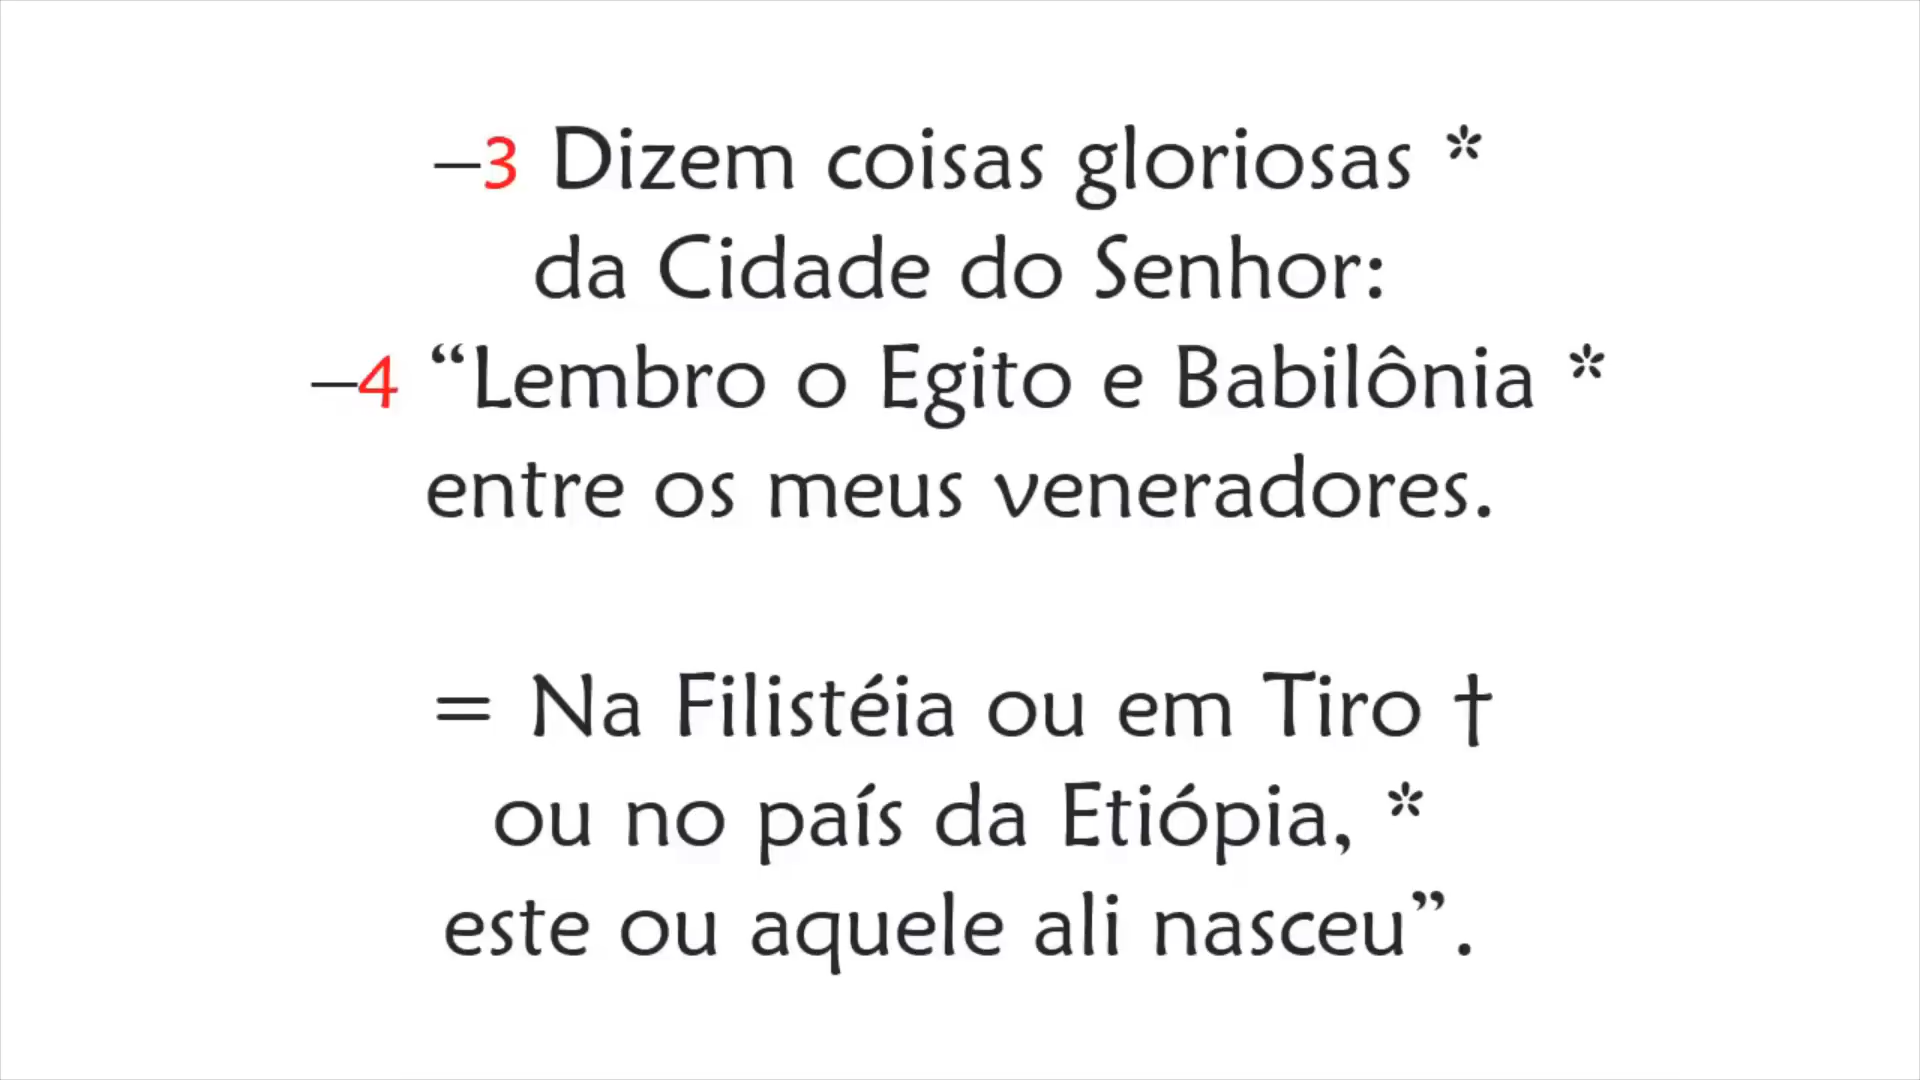 –3 Dizem coisas gloriosas *
da Cidade do Senhor:
–4 “Lembro o Egito e Babilônia *
entre os meus veneradores.
= Na Filistéia ou em Tiro †
ou no país da Etiópia, *
este ou aquele ali nasceu”.